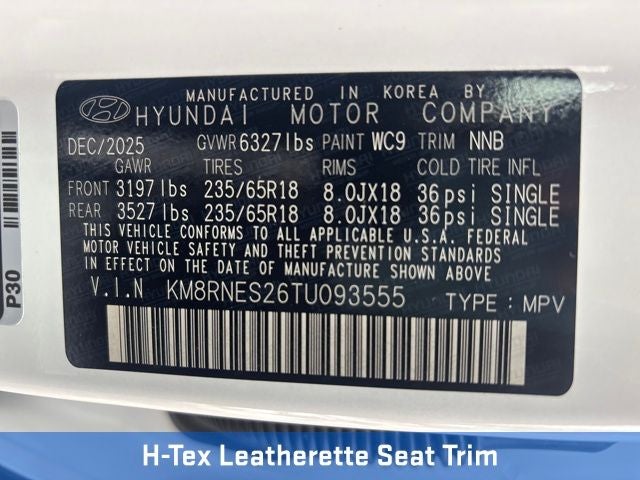 MANUFACTURED IN KOREA BY
HYUNDAI MOTOR COMPANY
DEC/2025 GVWR 6327lbs PAINT WC9 TRIM NNB
GAWR TIRES RIMS COLD TIRE INFL
FRONT 3197lbs 235/65R18 8.0JX18 36psi SINGLE
REAR 3527lbs 235/65R18 8.0JX18 36psi SINGLE
THIS VEHICLE CONFORMS TO ALL APPLICABLE U.S.A. FEDERAL
MOTOR VEHICLE SAFETY AND THEFT PREVENTION STANDARDS
IN EFFECT ON THE DATE OF MANUFACTURE SHOWN ABOVE.
V.I.N KM8RNES26TU093555 TYPE : MPV
P30
H-Tex Leatherette Seat Trim